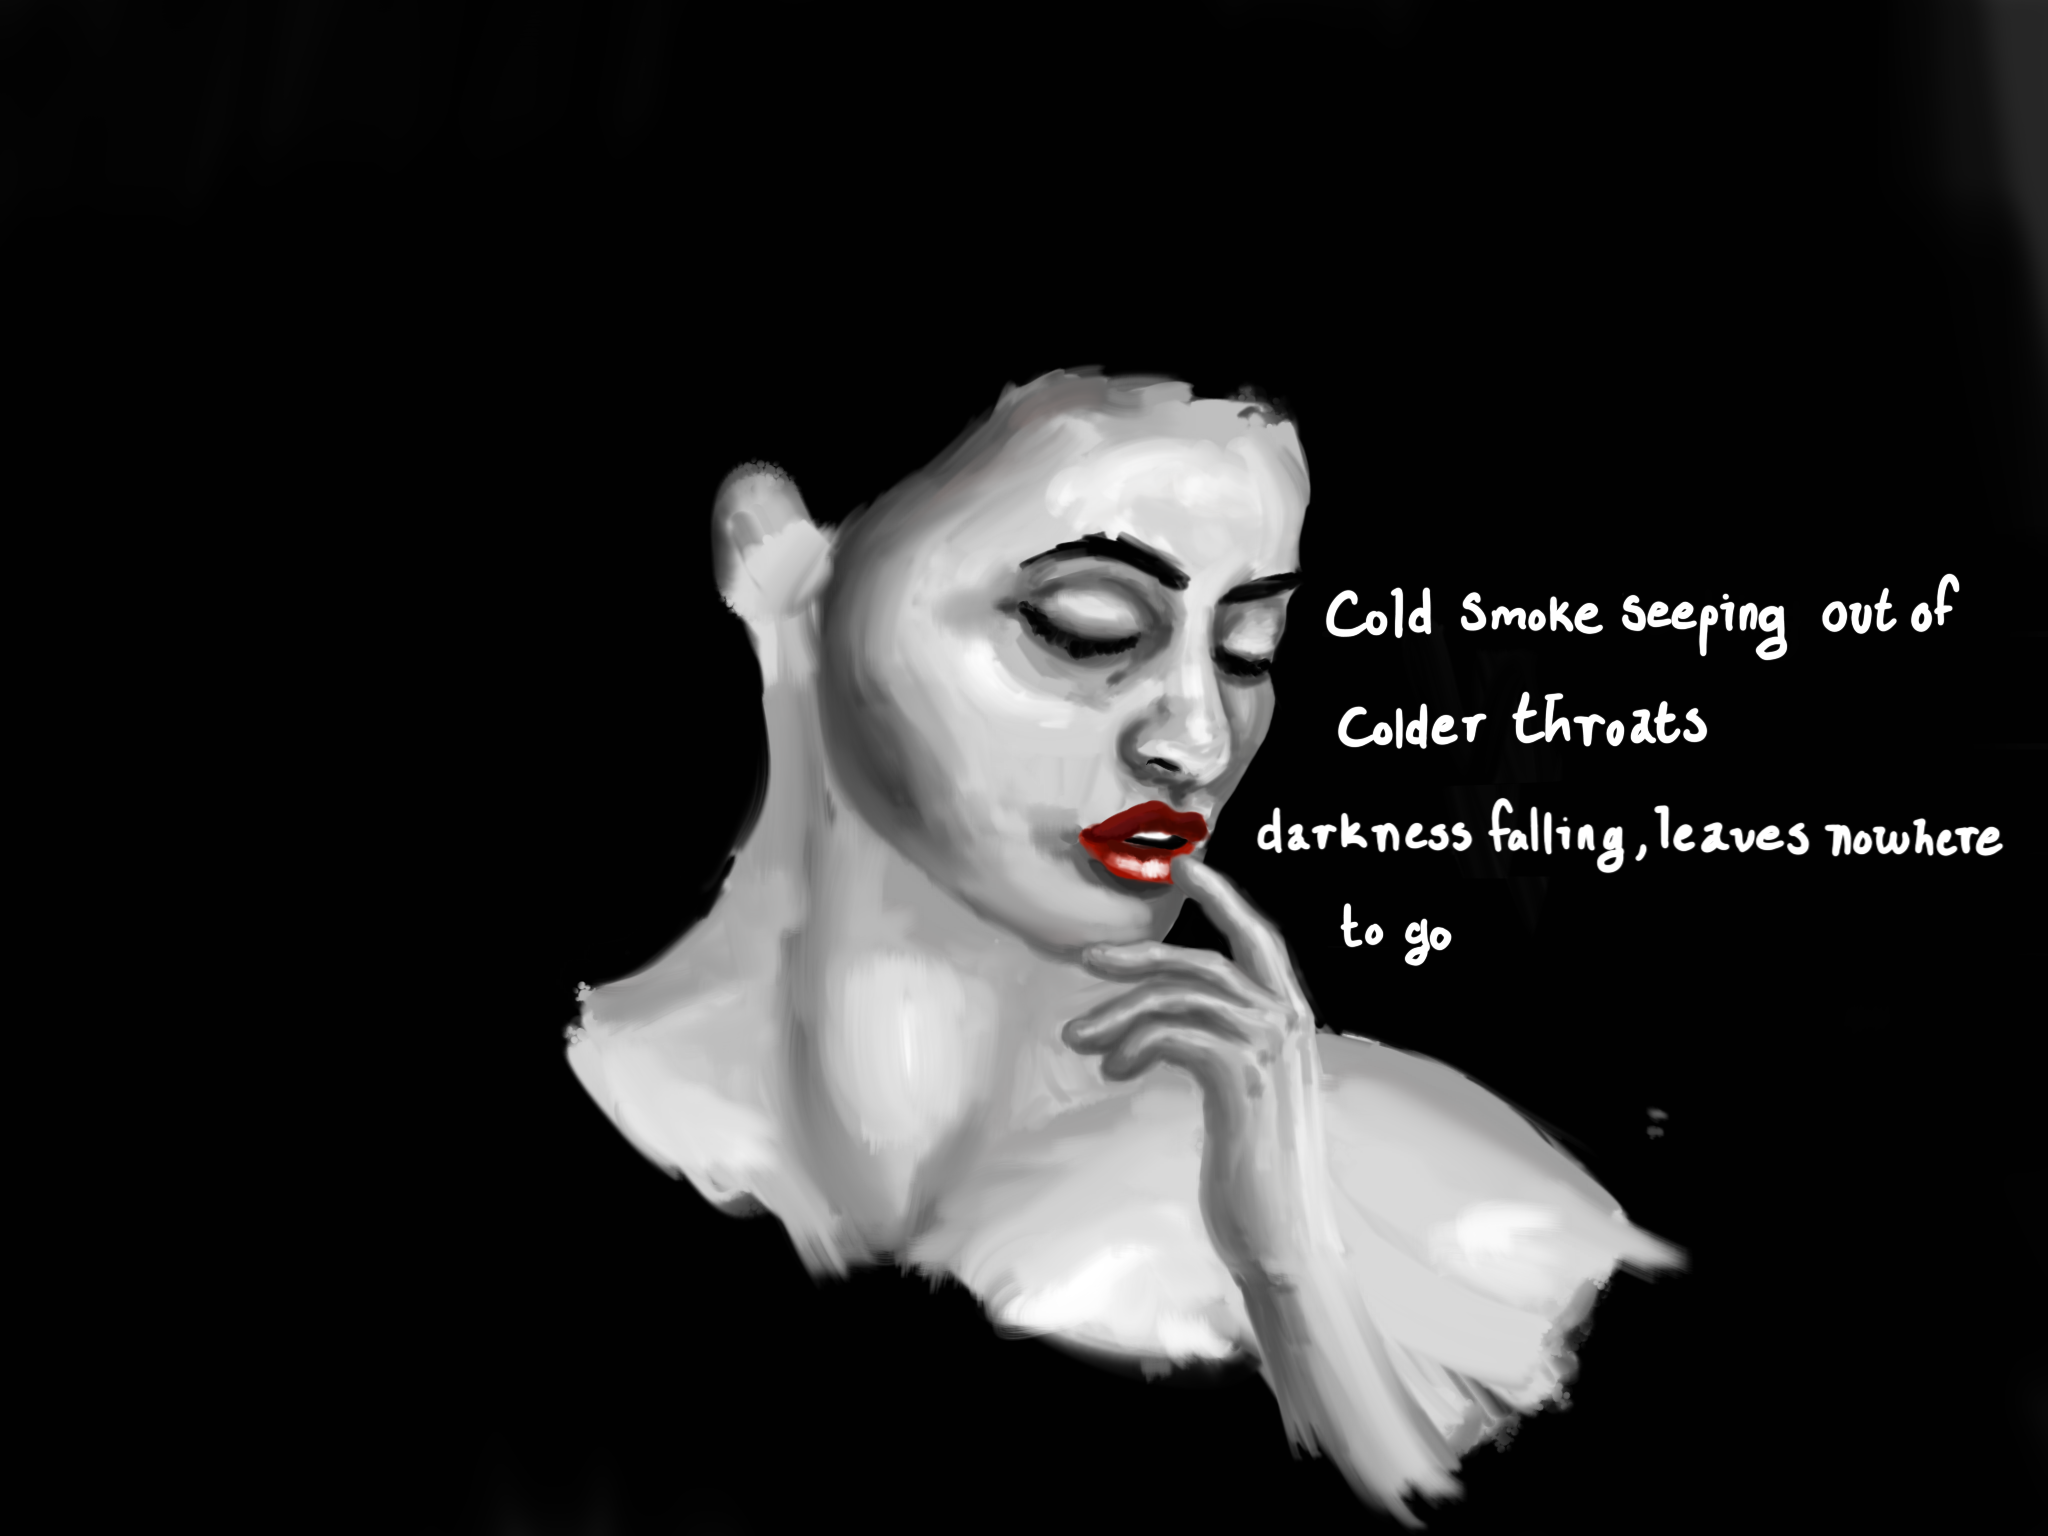 Cold smoke seeping out of
Colder throats
darkness falling, leaves nowhere
to go